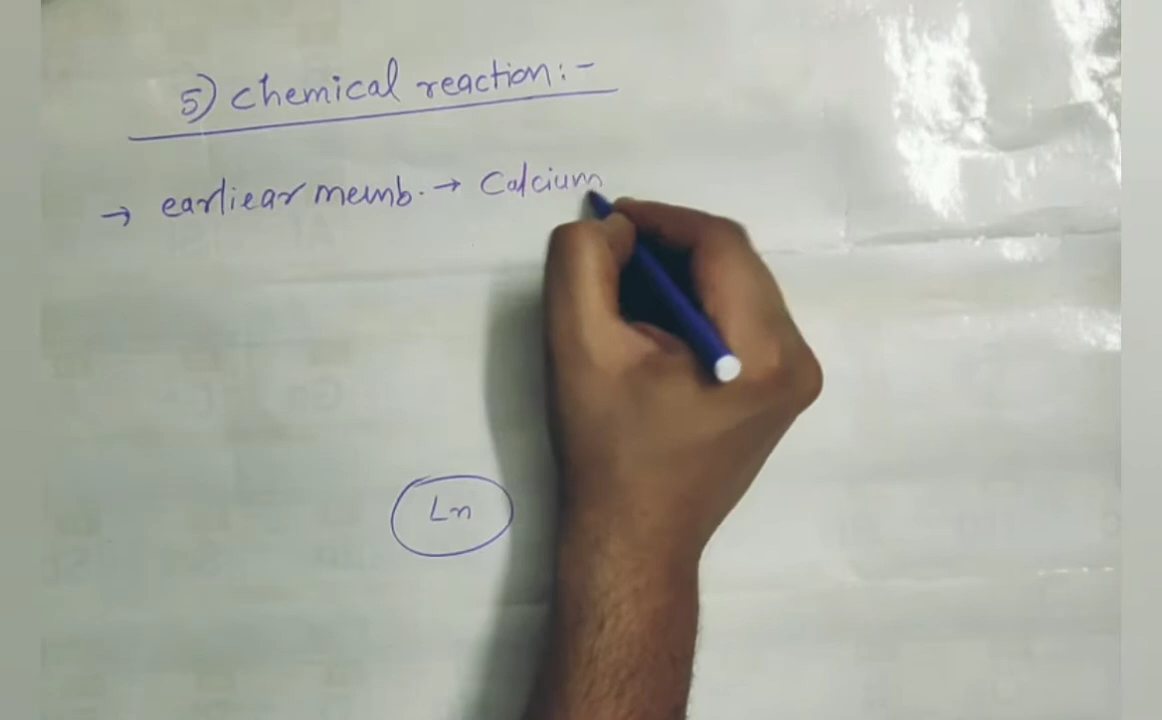 5) chemical reaction:-
→ earliear memb. → Calcium
Ln